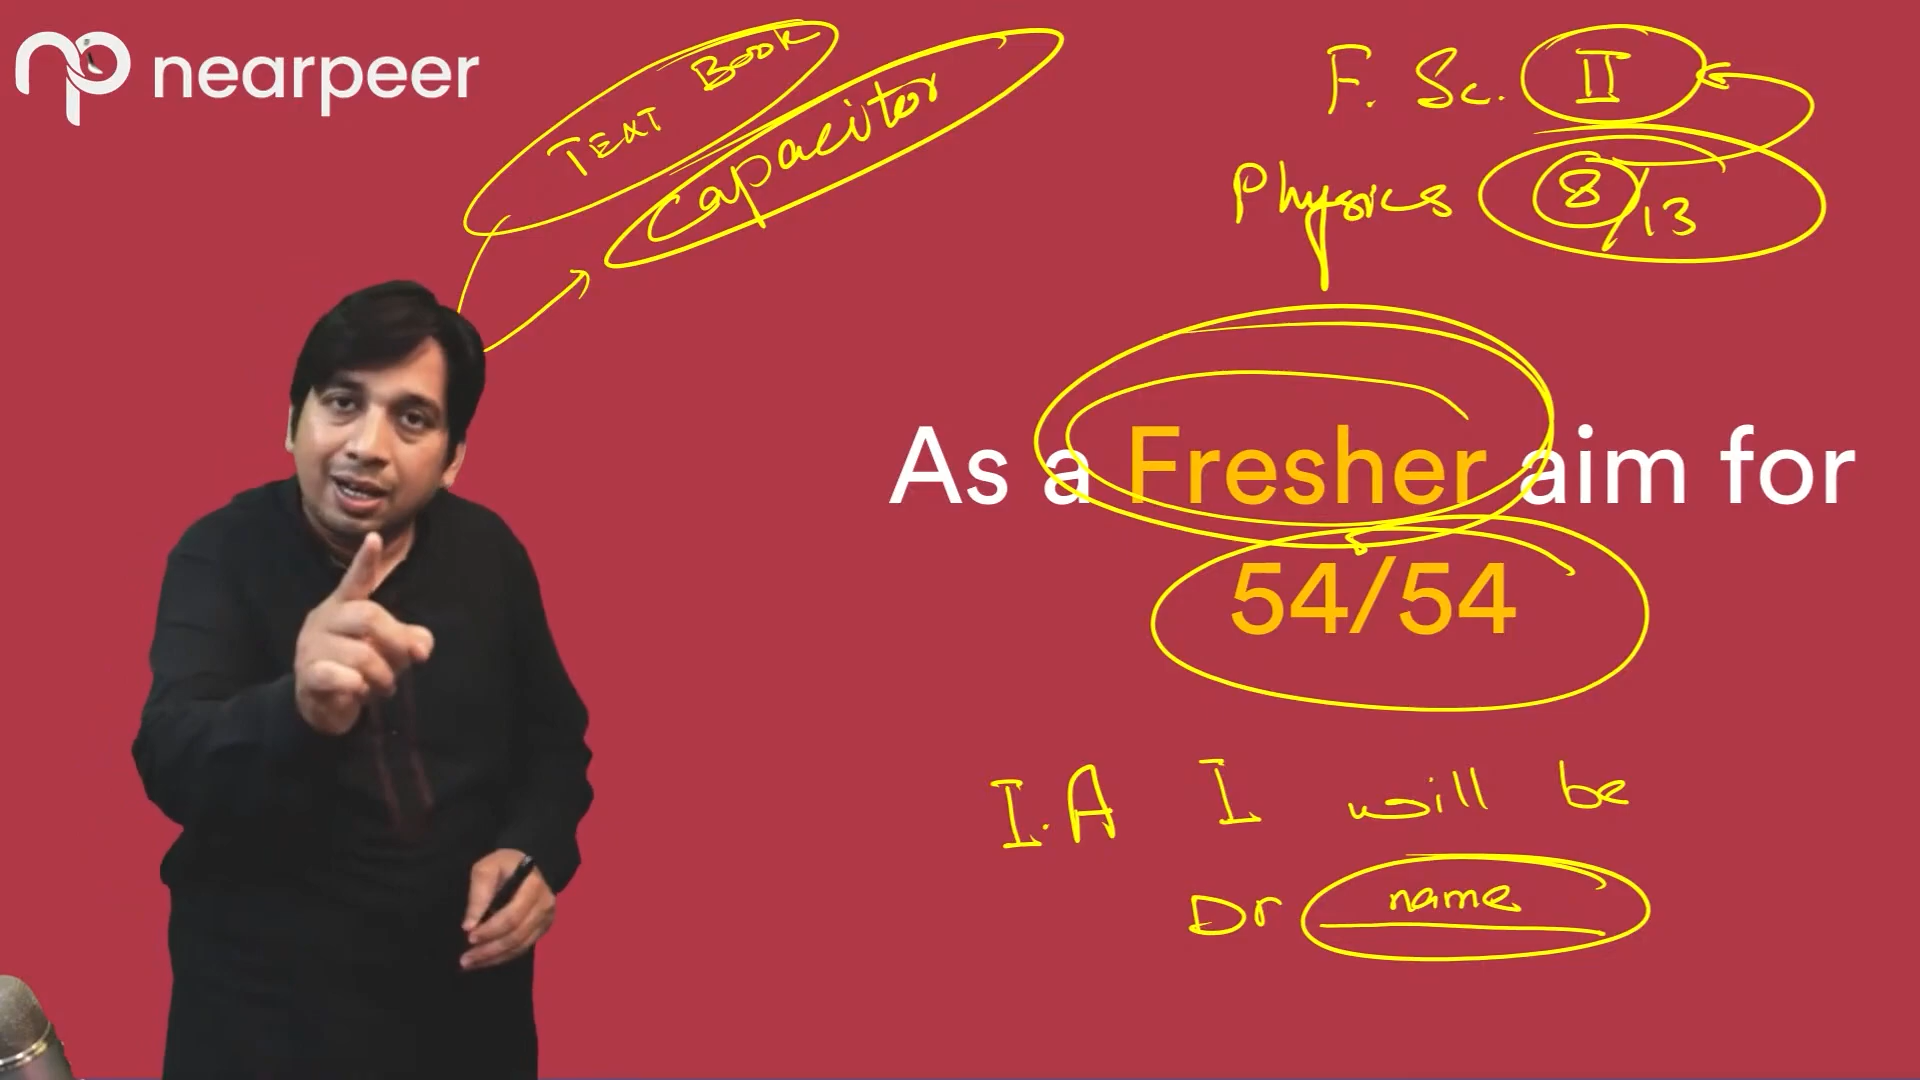 nearpeer
TEXT BOOK
Capacitor
F. Sc. II
Physics 8/13
As a Fresher aim for
54/54
I.A I will be
Dr name